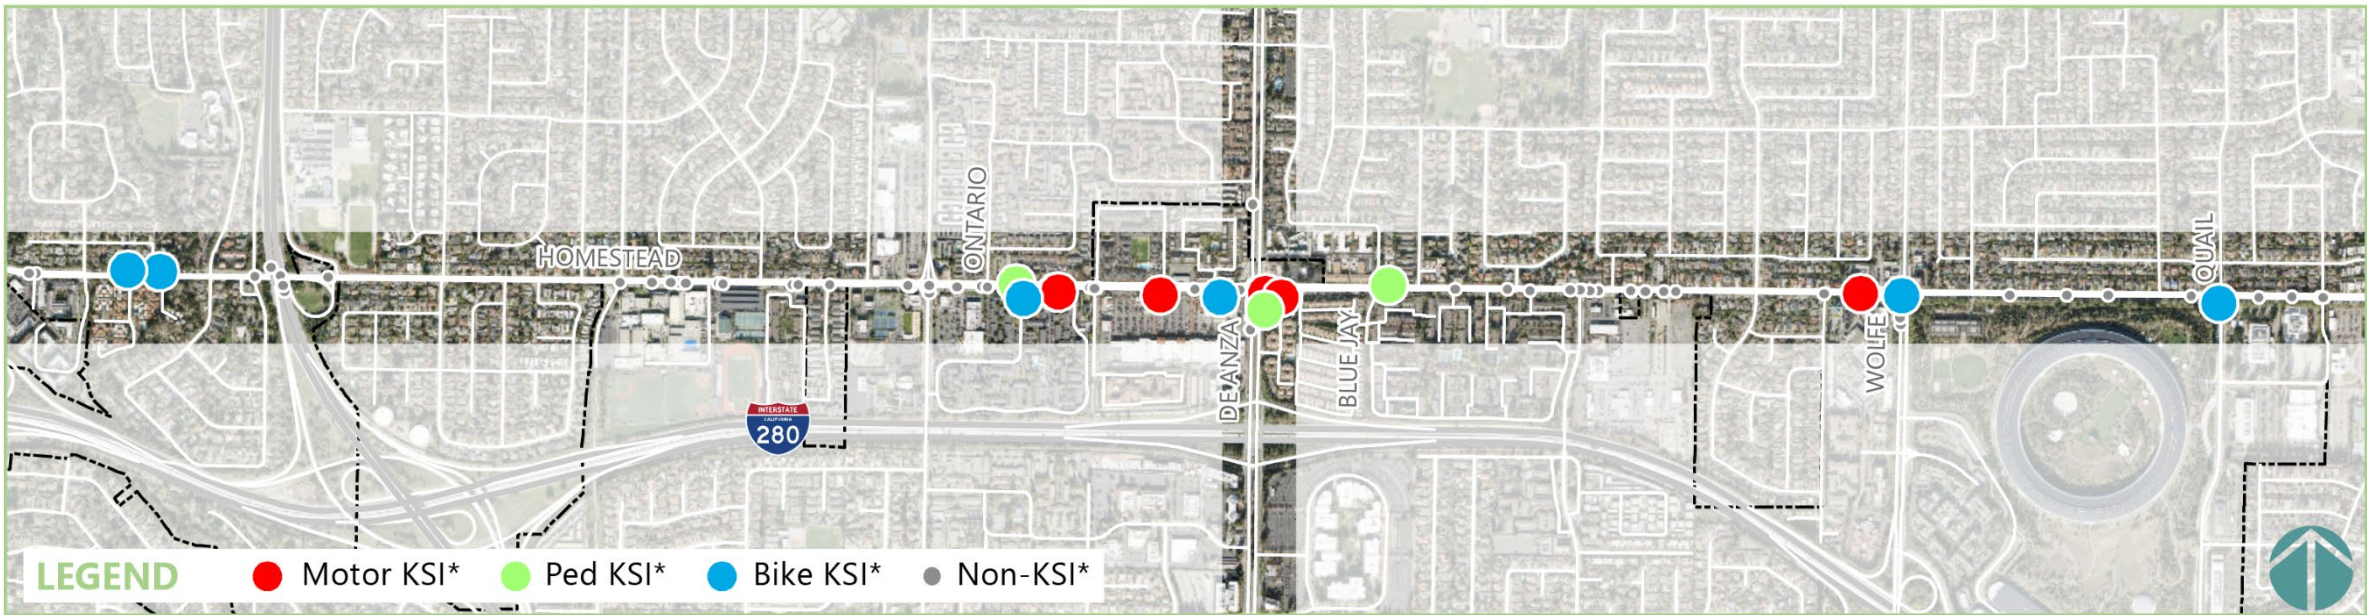 ONTARIO
HOMESTEAD
QUAIL
DE ANZA
BLUE JAY
WOLFE
INTERSTATE
CALIFORNIA
280
LEGEND
Motor KSI*
Ped KSI*
Bike KSI*
Non-KSI*